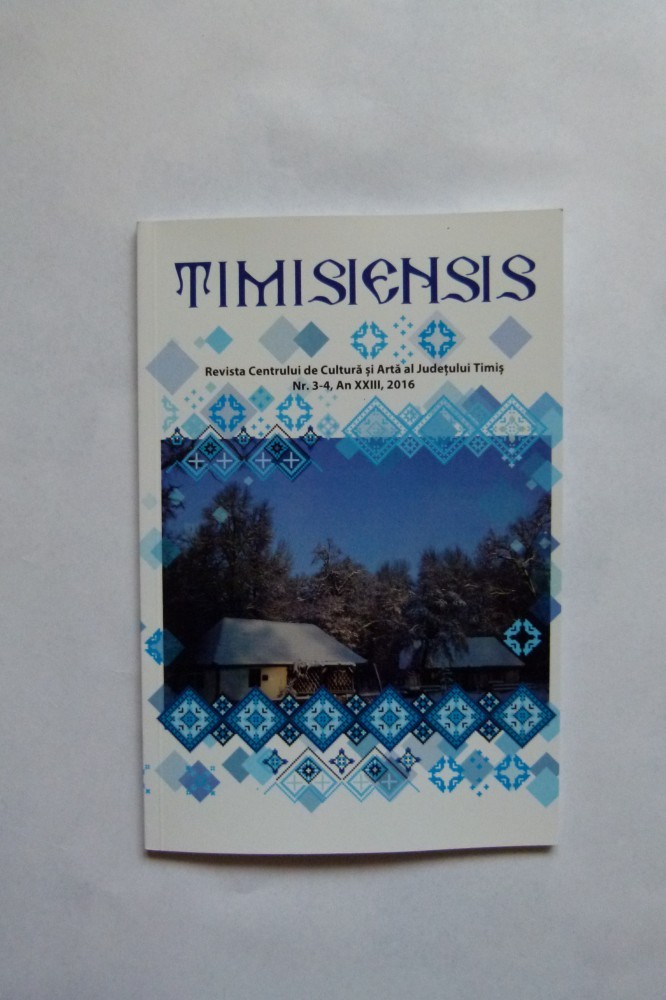 TIMISIENSIS
Revista Centrului de Cultură și Artă al Județului Timiș
Nr. 3-4, An XXIII, 2016